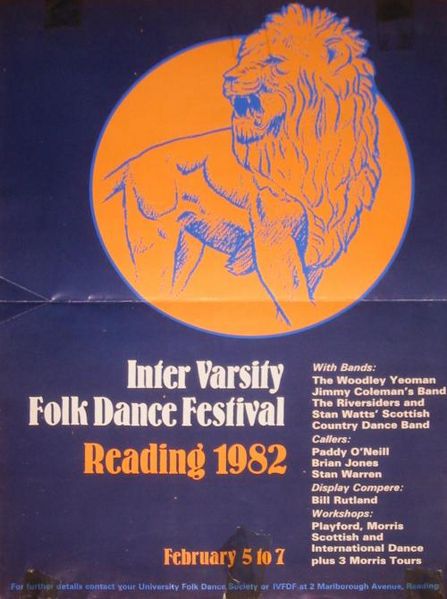 Inter Varsity
Folk Dance Festival
Reading 1982
February 5 to 7
With Bands:
The Woodley Yeoman
Jimmy Coleman's Band
The Riversiders and
Stan Watts' Scottish
Country Dance Band
Callers:
Paddy O'Neill
Brian Jones
Stan Warren
Display Compere:
Bill Rutland
Workshops:
Playford, Morris
Scottish and
International Dance
plus 3 Morris Tours
For further details contact your University Folk Dance Society or IVFDF at 2 Marlborough Avenue, Reading